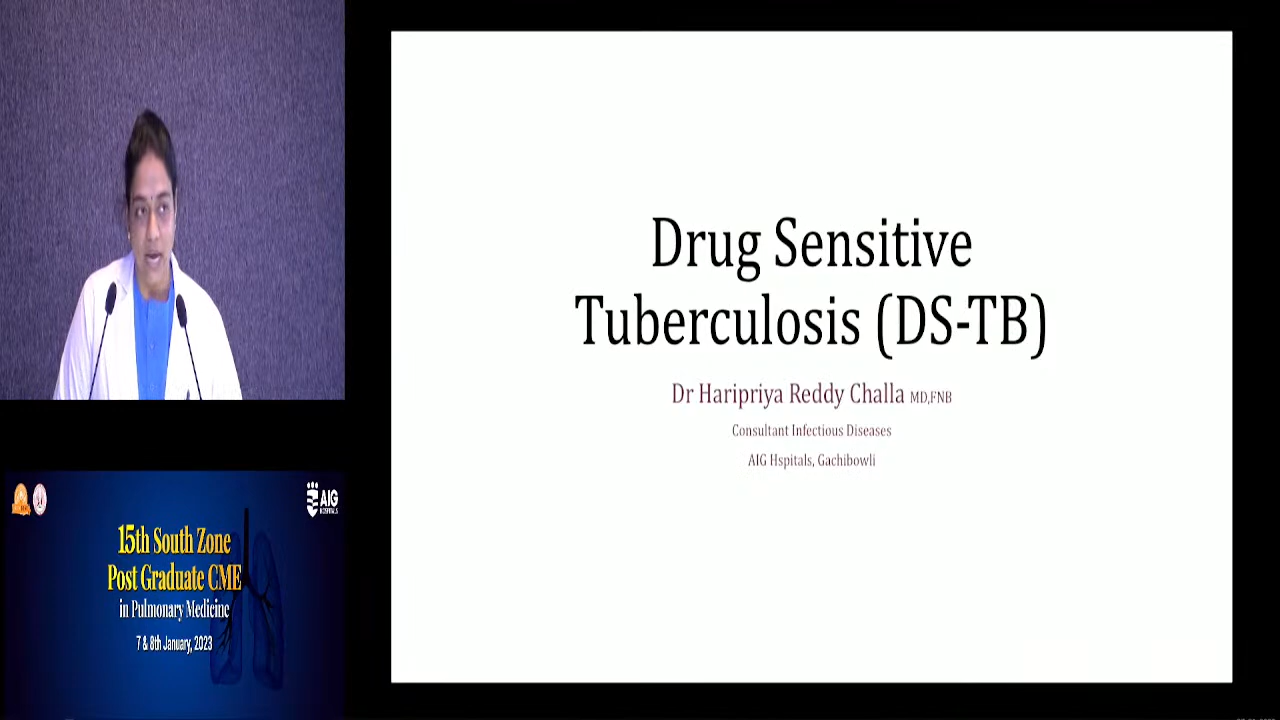 Drug Sensitive
Tuberculosis (DS-TB)
Dr Haripriya Reddy Challa MD,FNB
Consultant Infectious Diseases
AIG Hspitals, Gachibowli
AIG
HOSPITALS
15th South Zone
Post Graduate CME
in Pulmonary Medicine
7 & 8th January, 2023